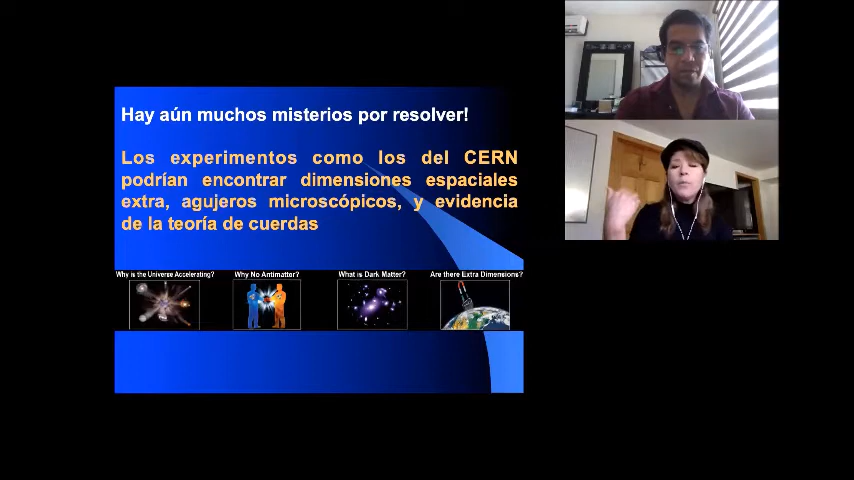 Hay aún muchos misterios por resolver!
Los experimentos como los del CERN
podrían encontrar dimensiones espaciales
extra, agujeros microscópicos, y evidencia
de la teoría de cuerdas
Why is the Universe Accelerating?
Why No Antimatter?
What is Dark Matter?
Are there Extra Dimensions?